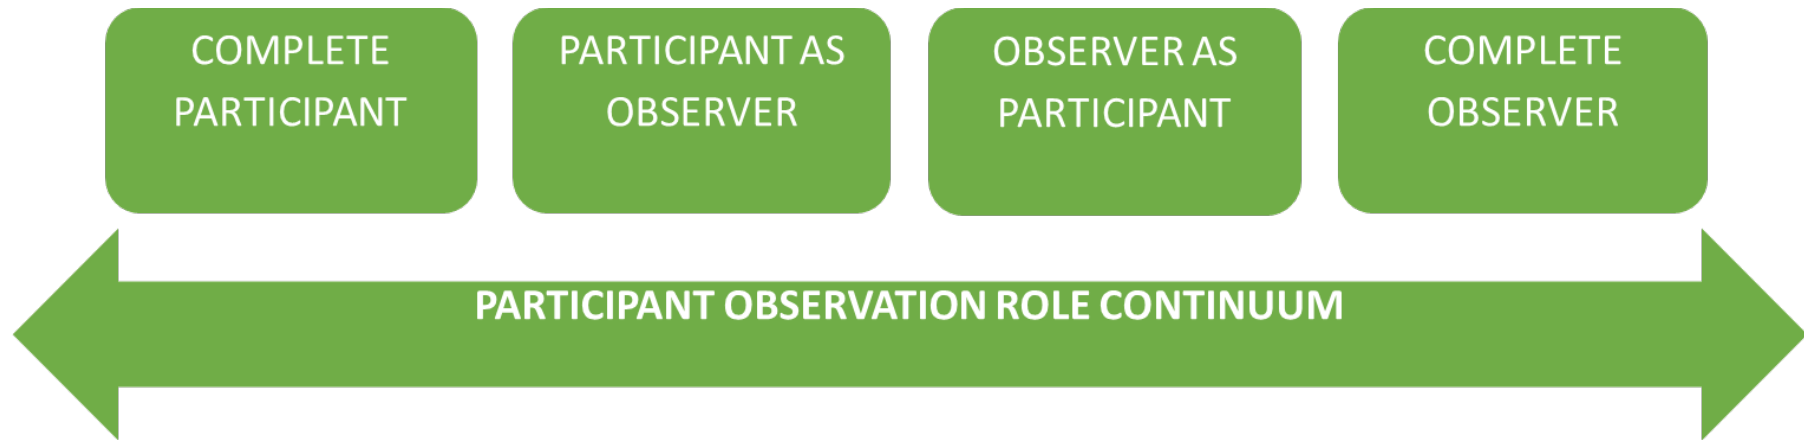 COMPLETE
PARTICIPANT
PARTICIPANT AS
OBSERVER
OBSERVER AS
PARTICIPANT
COMPLETE
OBSERVER
PARTICIPANT OBSERVATION ROLE CONTINUUM